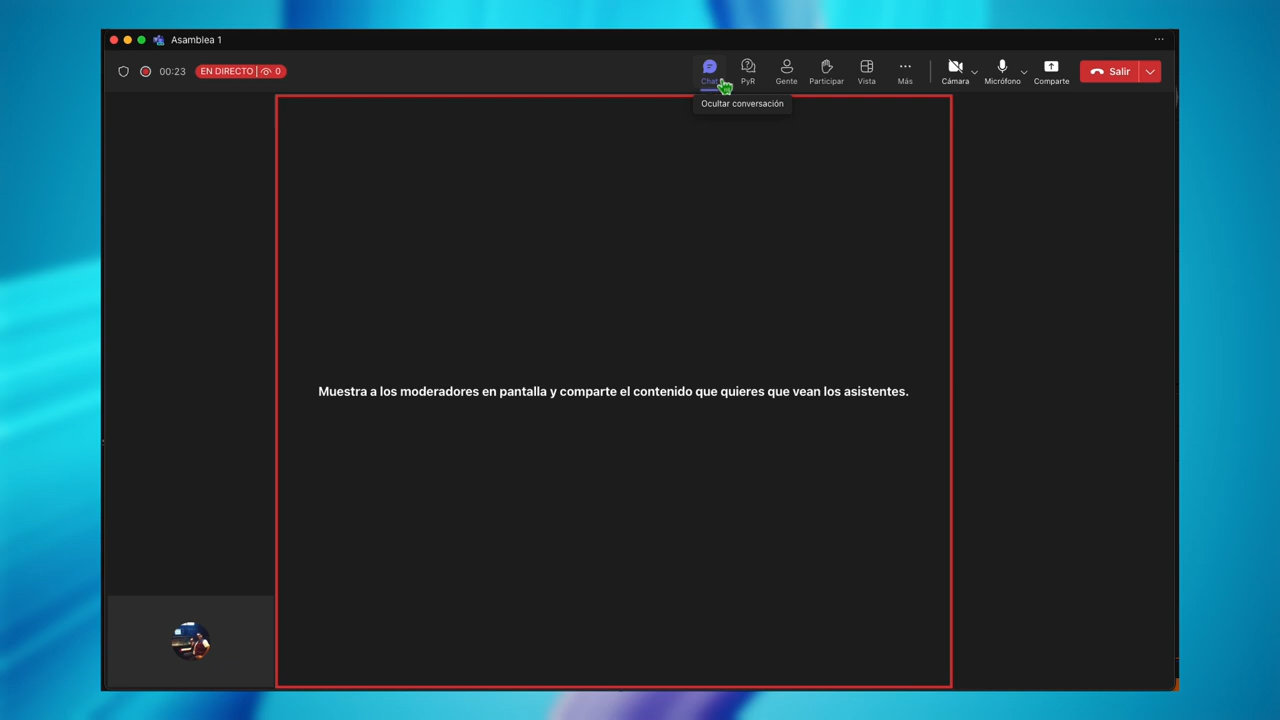 Asamblea 1
00:23
EN DIRECTO 0
Chat
PyR
Gente
Participar
Vista
Más
Cámara
Micrófono
Comparte
Salir
Ocultar conversación
Muestra a los moderadores en pantalla y comparte el contenido que quieres que vean los asistentes.